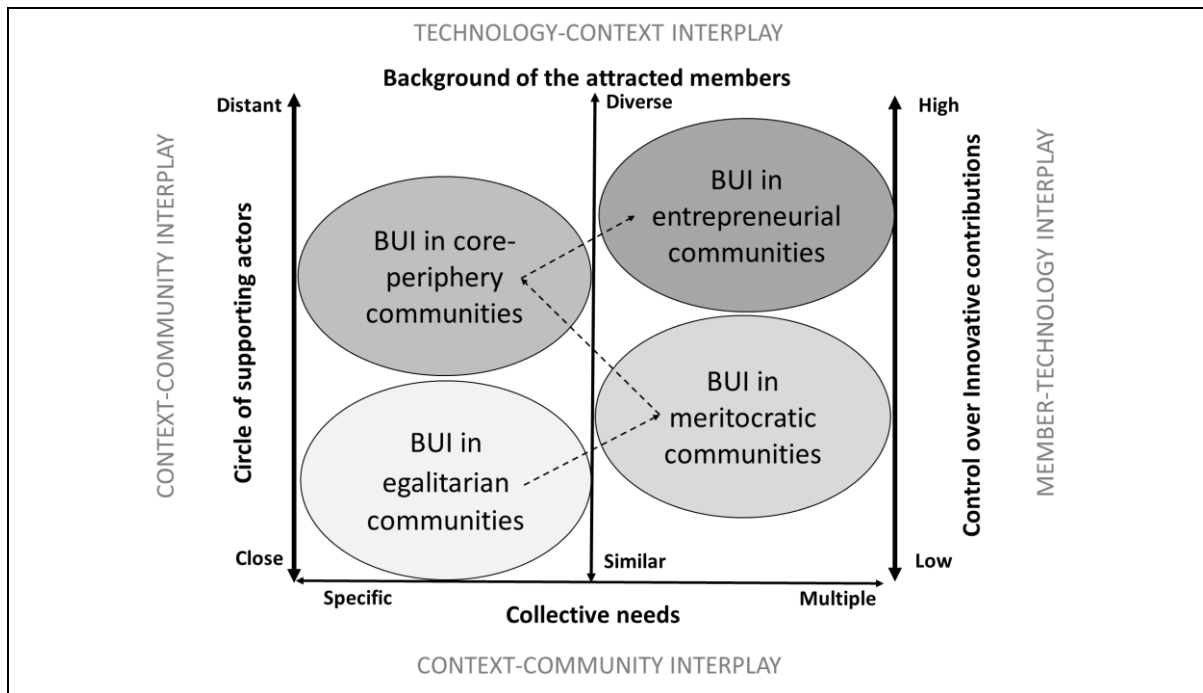 TECHNOLOGY-CONTEXT INTERPLAY
Background of the attracted members
Distant
Diverse
High
CONTEXT-COMMUNITY INTERPLAY
Circle of supporting actors
BUI in core-
periphery
communities
BUI in
entrepreneurial
communities
BUI in
egalitarian
communities
BUI in
meritocratic
communities
Control over Innovative contributions
MEMBER-TECHNOLOGY INTERPLAY
Close
Similar
Low
Specific
Collective needs
Multiple
CONTEXT-COMMUNITY INTERPLAY